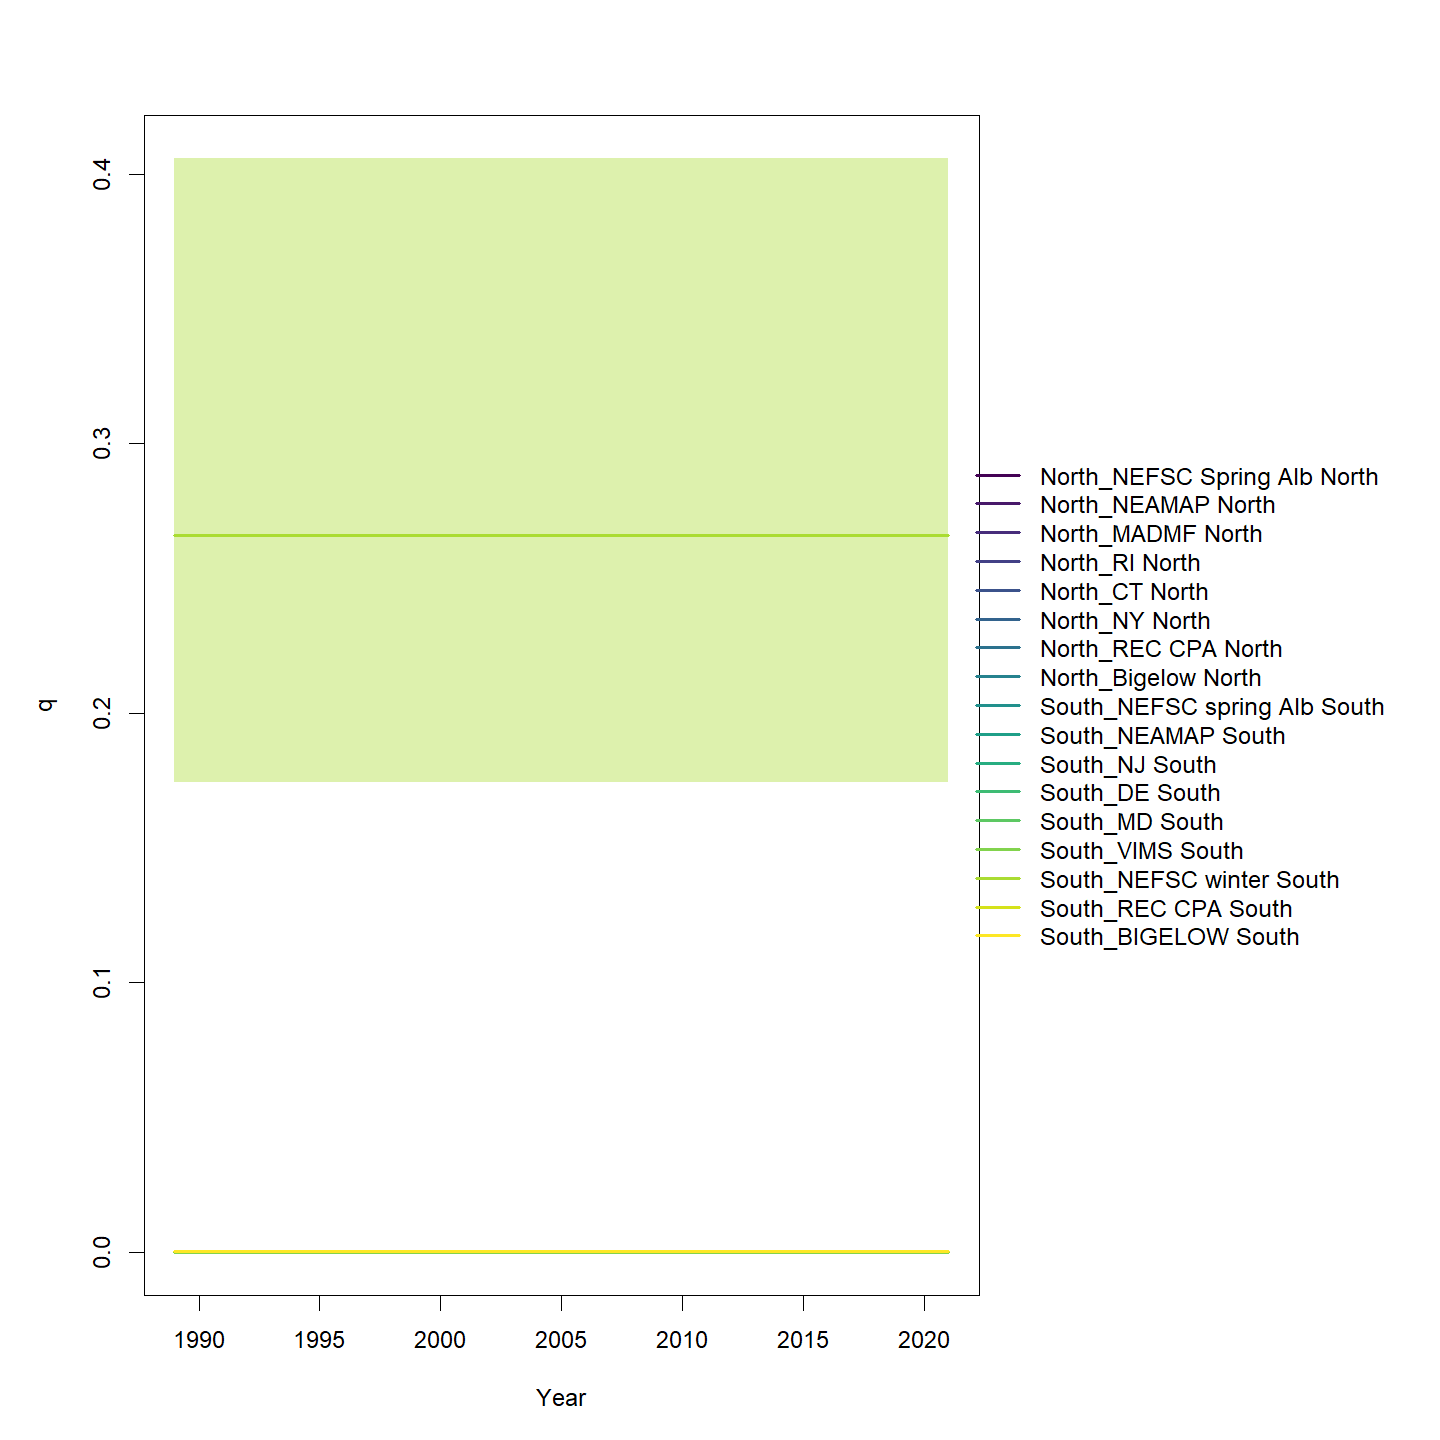 0.4
0.3
0.2
0.1
0.0
q
1990 1995 2000 2005 2010 2015 2020
Year
North_NEFSC Spring Alb North
North_NEAMAP North
North_MADMF North
North_RI North
North_CT North
North_NY North
North_REC CPA North
North_Bigelow North
South_NEFSC spring Alb South
South_NEAMAP South
South_NJ South
South_DE South
South_MD South
South_VIMS South
South_NEFSC winter South
South_REC CPA South
South_BIGELOW South